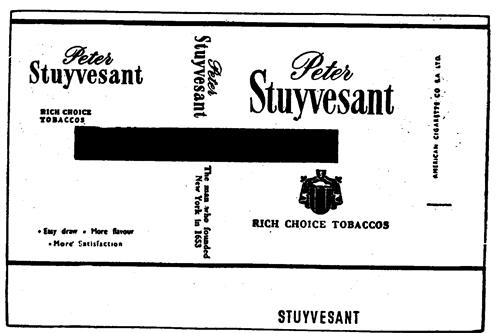 Peter
Stuyvesant
RICH CHOICE
TOBACCOS
• Easy draw • More flavour
• More Satisfaction
Peter
Stuyvesant
The man who founded
New York in 1653
Peter
Stuyvesant
RICH CHOICE TOBACCOS
AMERICAN CIGARETTE CO S.A LTD.
STUYVESANT